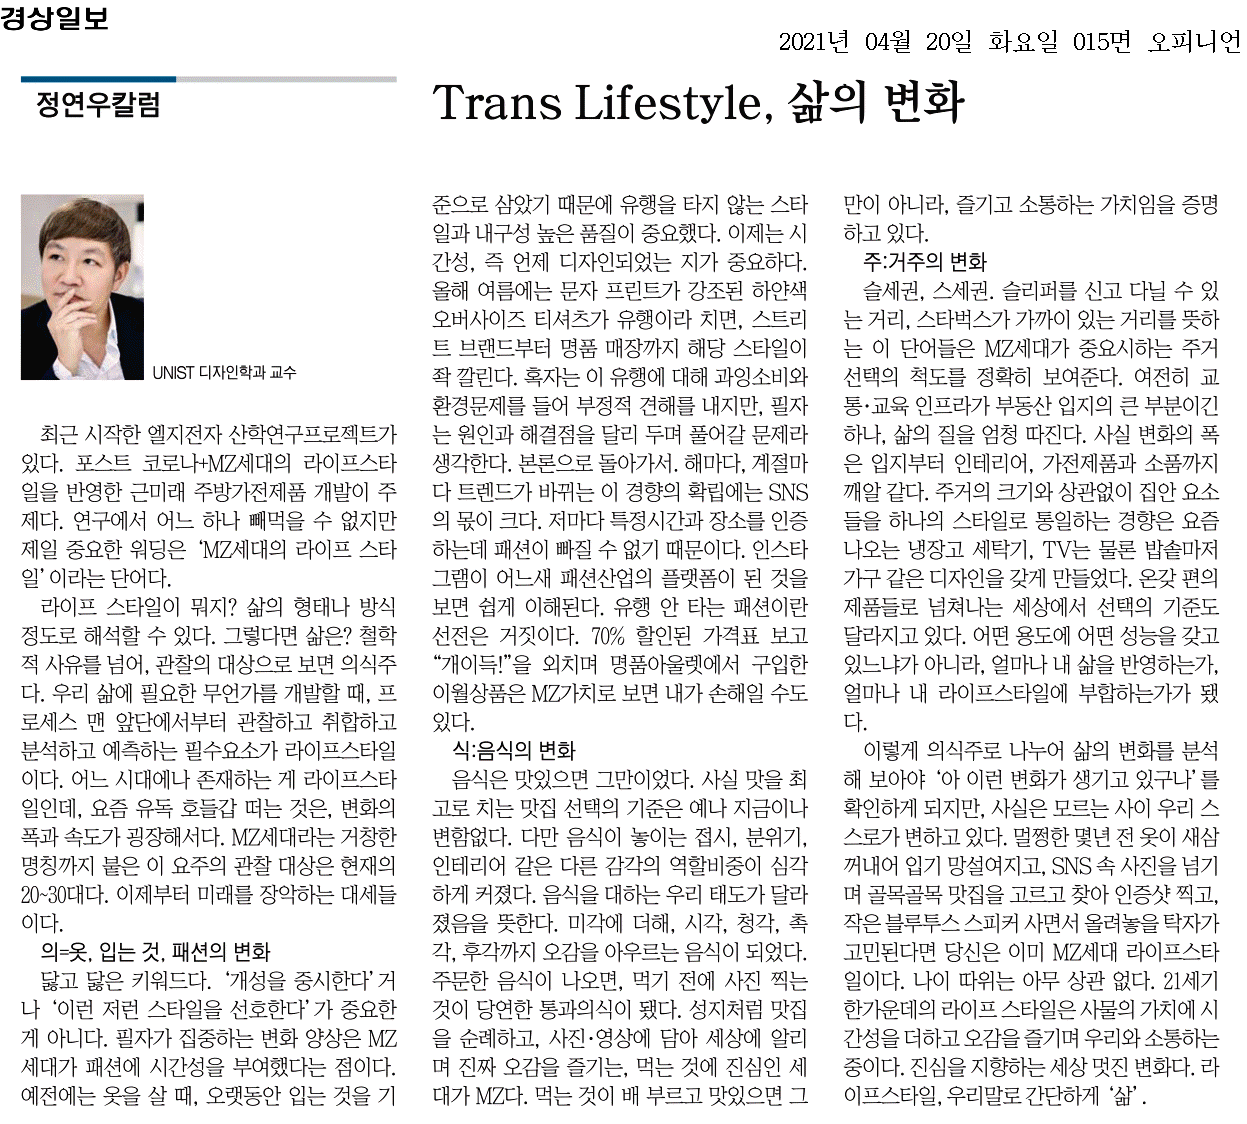 경상일보
2021년 04월 20일 화요일 015면 오피니언
정연우칼럼
Trans Lifestyle, 삶의 변화
UNIST 디자인학과 교수
최근 시작한 엘지전자 산학연구프로젝트가
있다. 포스트 코로나+MZ세대의 라이프스타
일을 반영한 근미래 주방가전제품 개발이 주
제다. 연구에서 어느 하나 빼먹을 수 없지만
제일 중요한 워딩은 ‘MZ세대의 라이프 스타
일’이라는 단어다.
라이프 스타일이 뭐지? 삶의 형태나 방식
정도로 해석할 수 있다. 그렇다면 삶은? 철학
적 사유를 넘어, 관찰의 대상으로 보면 의식주
다. 우리 삶에 필요한 무언가를 개발할 때, 프
로세스 맨 앞단에서부터 관찰하고 취합하고
분석하고 예측하는 필수요소가 라이프스타일
이다. 어느 시대에나 존재하는 게 라이프스타
일인데, 요즘 유독 호들갑 떠는 것은, 변화의
폭과 속도가 굉장해서다. MZ세대라는 거창한
명칭까지 붙은 이 요주의 관찰 대상은 현재의
20~30대다. 이제부터 미래를 장악하는 대세들
이다.
의=옷, 입는 것, 패션의 변화
닳고 닳은 키워드다. ‘개성을 중시한다’거
나 ‘이런 저런 스타일을 선호한다’가 중요한
게 아니다. 필자가 집중하는 변화 양상은 MZ
세대가 패션에 시간성을 부여했다는 점이다.
예전에는 옷을 살 때, 오랫동안 입는 것을 기
준으로 삼았기 때문에 유행을 타지 않는 스타
일과 내구성 높은 품질이 중요했다. 이제는 시
간성, 즉 언제 디자인되었는 지가 중요하다.
올해 여름에는 문자 프린트가 강조된 하얀색
오버사이즈 티셔츠가 유행이라 치면, 스트리
트 브랜드부터 명품 매장까지 해당 스타일이
좍 깔린다. 혹자는 이 유행에 대해 과잉소비와
환경문제를 들어 부정적 견해를 내지만, 필자
는 원인과 해결점을 달리 두며 풀어갈 문제라
생각한다. 본론으로 돌아가서. 해마다, 계절마
다 트렌드가 바뀌는 이 경향의 확립에는 SNS
의 몫이 크다. 저마다 특정시간과 장소를 인증
하는데 패션이 빠질 수 없기 때문이다. 인스타
그램이 어느새 패션산업의 플랫폼이 된 것을
보면 쉽게 이해된다. 유행 안 타는 패션이란
선전은 거짓이다. 70% 할인된 가격표 보고
“개이득!”을 외치며 명품아울렛에서 구입한
이월상품은 MZ가치로 보면 내가 손해일 수도
있다.
식:음식의 변화
음식은 맛있으면 그만이었다. 사실 맛을 최
고로 치는 맛집 선택의 기준은 예나 지금이나
변함없다. 다만 음식이 놓이는 접시, 분위기,
인테리어 같은 다른 감각의 역할비중이 심각
하게 커졌다. 음식을 대하는 우리 태도가 달라
졌음을 뜻한다. 미각에 더해, 시각, 청각, 촉
각, 후각까지 오감을 아우르는 음식이 되었다.
주문한 음식이 나오면, 먹기 전에 사진 찍는
것이 당연한 통과의식이 됐다. 성지처럼 맛집
을 순례하고, 사진·영상에 담아 세상에 알리
며 진짜 오감을 즐기는, 먹는 것에 진심인 세
대가 MZ다. 먹는 것이 배 부르고 맛있으면 그
만이 아니라, 즐기고 소통하는 가치임을 증명
하고 있다.
주:거주의 변화
슬세권, 스세권. 슬리퍼를 신고 다닐 수 있
는 거리, 스타벅스가 가까이 있는 거리를 뜻하
는 이 단어들은 MZ세대가 중요시하는 주거
선택의 척도를 정확히 보여준다. 여전히 교
통·교육 인프라가 부동산 입지의 큰 부분이긴
하나, 삶의 질을 엄청 따진다. 사실 변화의 폭
은 입지부터 인테리어, 가전제품과 소품까지
깨알 같다. 주거의 크기와 상관없이 집안 요소
들을 하나의 스타일로 통일하는 경향은 요즘
나오는 냉장고 세탁기, TV는 물론 밥솥마저
가구 같은 디자인을 갖게 만들었다. 온갖 편의
제품들로 넘쳐나는 세상에서 선택의 기준도
달라지고 있다. 어떤 용도에 어떤 성능을 갖고
있느냐가 아니라, 얼마나 내 삶을 반영하는가,
얼마나 내 라이프스타일에 부합하는가가 됐
다.
이렇게 의식주로 나누어 삶의 변화를 분석
해 보아야 ‘아 이런 변화가 생기고 있구나’를
확인하게 되지만, 사실은 모르는 사이 우리 스
스로가 변하고 있다. 멀쩡한 몇년 전 옷이 새삼
꺼내어 입기 망설여지고, SNS 속 사진을 넘기
며 골목골목 맛집을 고르고 찾아 인증샷 찍고,
작은 블루투스 스피커 사면서 올려놓을 탁자가
고민된다면 당신은 이미 MZ세대 라이프스타
일이다. 나이 따위는 아무 상관 없다. 21세기
한가운데의 라이프 스타일은 사물의 가치에 시
간성을 더하고 오감을 즐기며 우리와 소통하는
중이다. 진심을 지향하는 세상 멋진 변화다. 라
이프스타일, 우리말로 간단하게 ‘삶’.